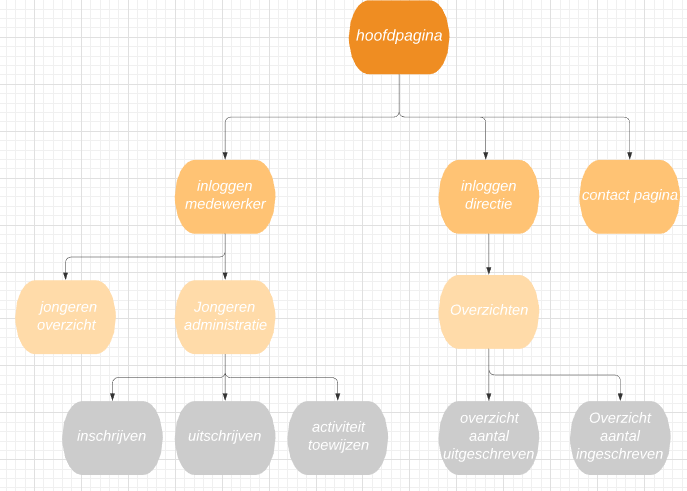 hoofdpagina
inloggen
medewerker
inloggen
directie
contact pagina
jongeren
overzicht
Jongeren
administratie
Overzichten
inschrijven
uitschrijven
activiteit
toewijzen
overzicht
aantal
uitgeschreven
Overzicht
aantal
ingeschreven